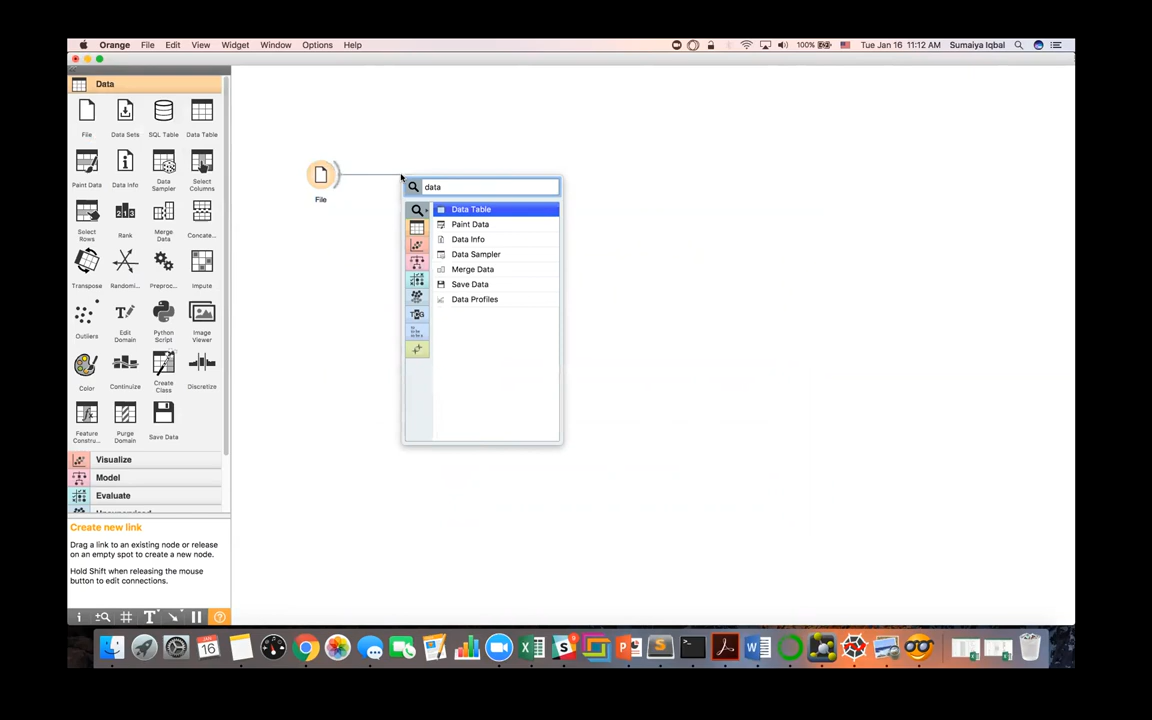 Orange File Edit View Widget Window Options Help 100% Tue Jan 16 11:12 AM Sumaiya Iqbal
Data
File Data Sets SQL Table Data Table
Paint Data Data Info Data Sampler Select Columns
Select Rows Rank Merge Data Concate...
Transpose Randomi... Preproc... Impute
Outliers Edit Domain Python Script Image Viewer
Color Continuize Create Class Discretize
Feature Constru... Purge Domain Save Data
Visualize
Model
Evaluate
Create new link
Drag a link to an existing node or release
on an empty spot to create a new node.
Hold Shift when releasing the mouse
button to edit connections.
File
data
Data Table
Paint Data
Data Info
Data Sampler
Merge Data
Save Data
Data Profiles